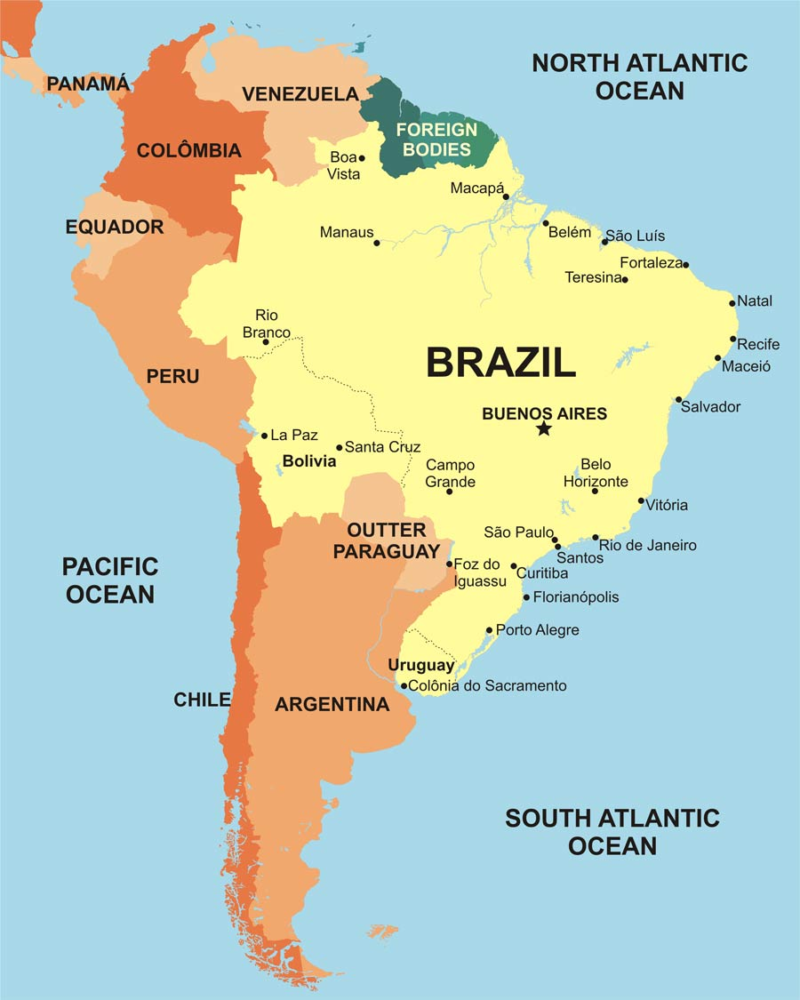 NORTH ATLANTIC
OCEAN
PANAMÁ
VENEZUELA
FOREIGN
BODIES
COLÔMBIA
Boa
Vista
Macapá
EQUADOR
Manaus
Belém
São Luís
Fortaleza
Teresina
Natal
Rio
Branco
Recife
BRAZIL
Maceió
PERU
Salvador
BUENOS AIRES
La Paz
Santa Cruz
Bolivia
Campo
Grande
Belo
Horizonte
Vitória
OUTTER
PARAGUAY
São Paulo
Rio de Janeiro
Santos
PACIFIC
OCEAN
Foz do
Iguassu
Curitiba
Florianópolis
Porto Alegre
Uruguay
Colônia do Sacramento
CHILE
ARGENTINA
SOUTH ATLANTIC
OCEAN